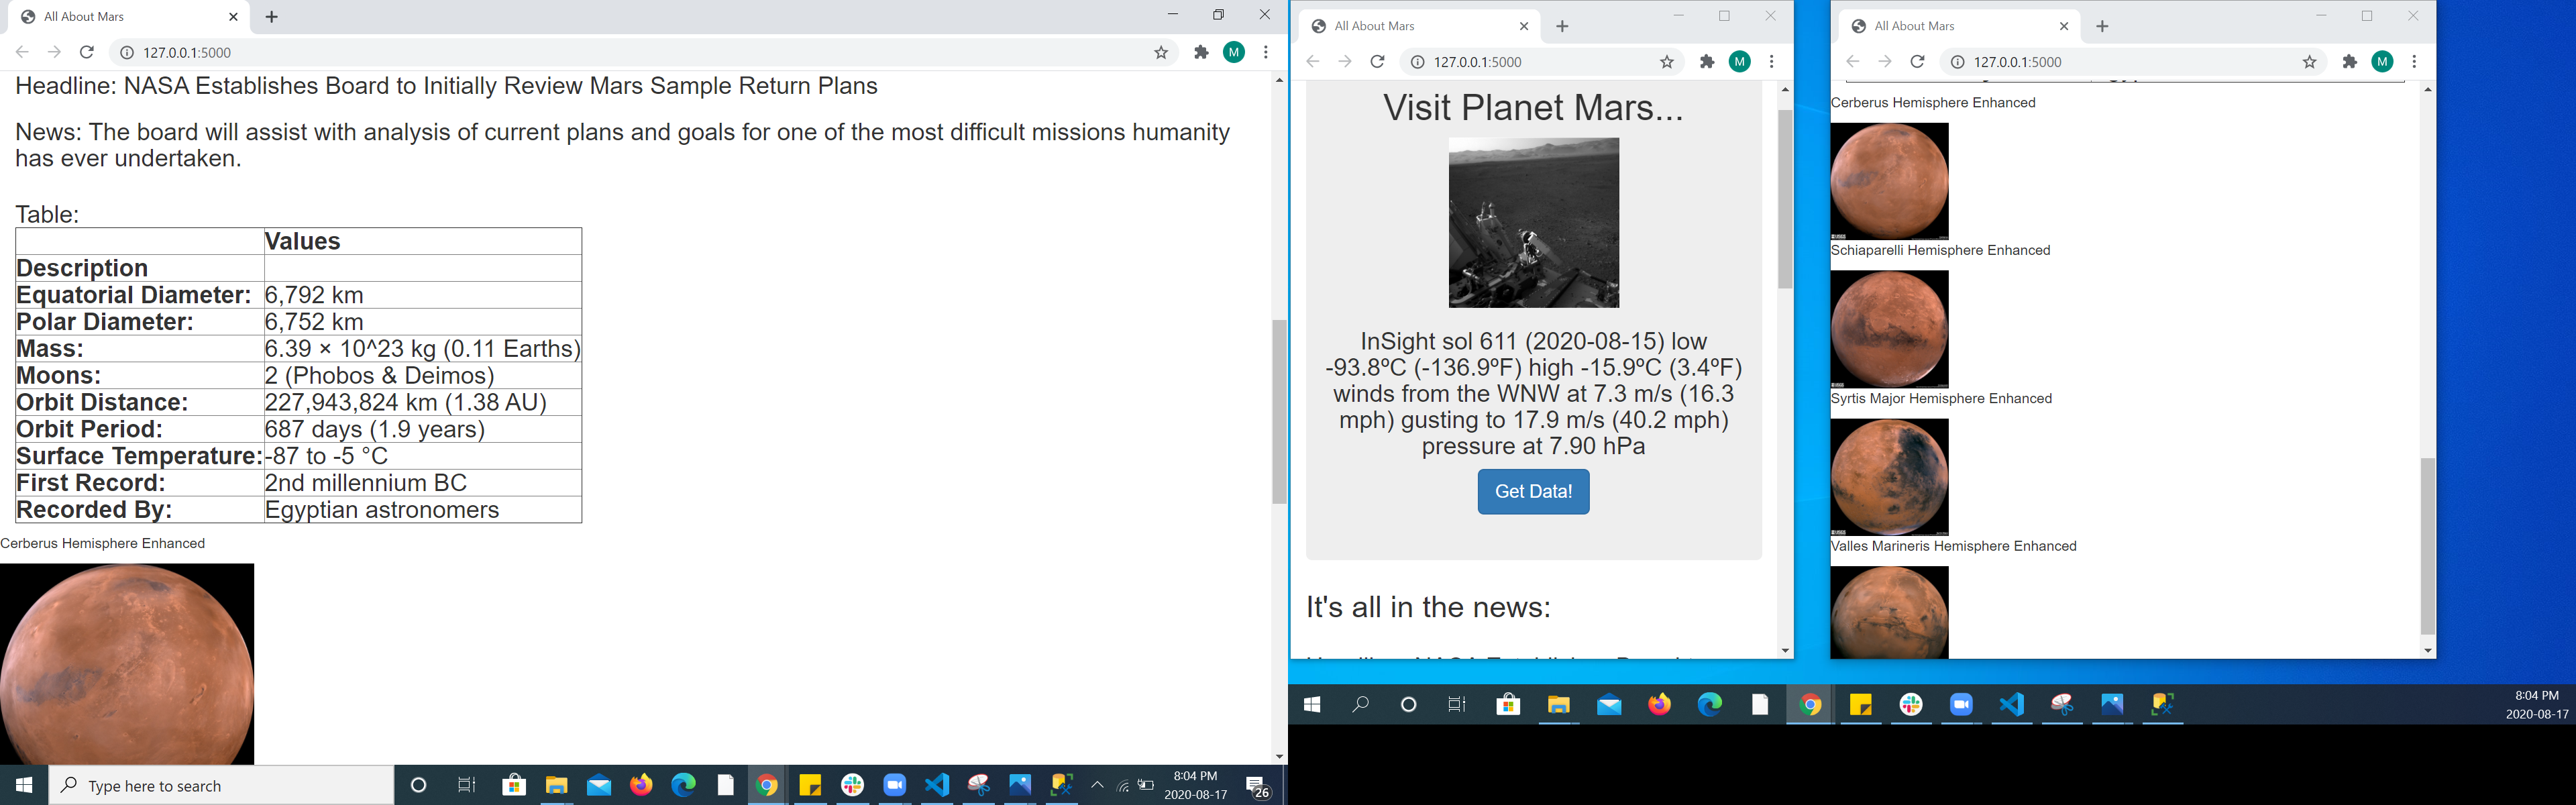 All About Mars
127.0.0.1:5000
M
Headline: NASA Establishes Board to Initially Review Mars Sample Return Plans
News: The board will assist with analysis of current plans and goals for one of the most difficult missions humanity
has ever undertaken.
Table:
Values
Description
Equatorial Diameter: 6,792 km
Polar Diameter: 6,752 km
Mass: 6.39 × 10^23 kg (0.11 Earths)
Moons: 2 (Phobos & Deimos)
Orbit Distance: 227,943,824 km (1.38 AU)
Orbit Period: 687 days (1.9 years)
Surface Temperature: -87 to -5 °C
First Record: 2nd millennium BC
Recorded By: Egyptian astronomers
Cerberus Hemisphere Enhanced
Type here to search
8:04 PM
2020-08-17
26
All About Mars
127.0.0.1:5000
M
Visit Planet Mars...
InSight sol 611 (2020-08-15) low
-93.8ºC (-136.9ºF) high -15.9ºC (3.4ºF)
winds from the WNW at 7.3 m/s (16.3
mph) gusting to 17.9 m/s (40.2 mph)
pressure at 7.90 hPa
Get Data!
It's all in the news:
All About Mars
127.0.0.1:5000
M
Cerberus Hemisphere Enhanced
Schiaparelli Hemisphere Enhanced
Syrtis Major Hemisphere Enhanced
Valles Marineris Hemisphere Enhanced
8:04 PM
2020-08-17